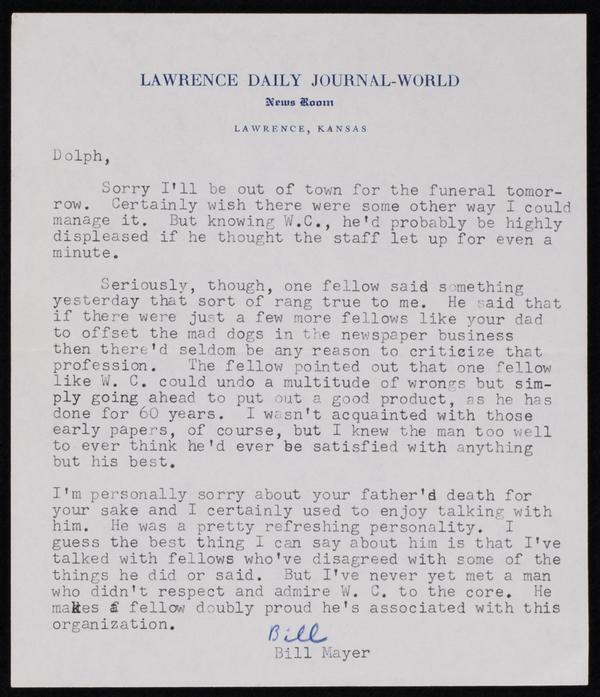 LAWRENCE DAILY JOURNAL-WORLD
News Room
LAWRENCE, KANSAS
Dolph,
Sorry I'll be out of town for the funeral tomor-
row. Certainly wish there were some other way I could
manage it. But knowing W.C., he'd probably be highly
displeased if he thought the staff let up for even a
minute.
Seriously, though, one fellow said something
yesterday that sort of rang true to me. He said that
if there were just a few more fellows like your dad
to offset the mad dogs in the newspaper business
then there'd seldom be any reason to criticize that
profession. The fellow pointed out that one fellow
like W. C. could undo a multitude of wrongs but sim-
ply going ahead to put out a good product, as he has
done for 60 years. I wasn't acquainted with those
early papers, of course, but I knew the man too well
to ever think he'd ever be satisfied with anything
but his best.
I'm personally sorry about your father's death for
your sake and I certainly used to enjoy talking with
him. He was a pretty refreshing personality. I
guess the best thing I can say about him is that I've
talked with fellows who've disagreed with some of the
things he did or said. But I've never yet met a man
who didn't respect and admire W. C. to the core. He
makes a fellow doubly proud he's associated with this
organization.
Bill
Bill Mayer